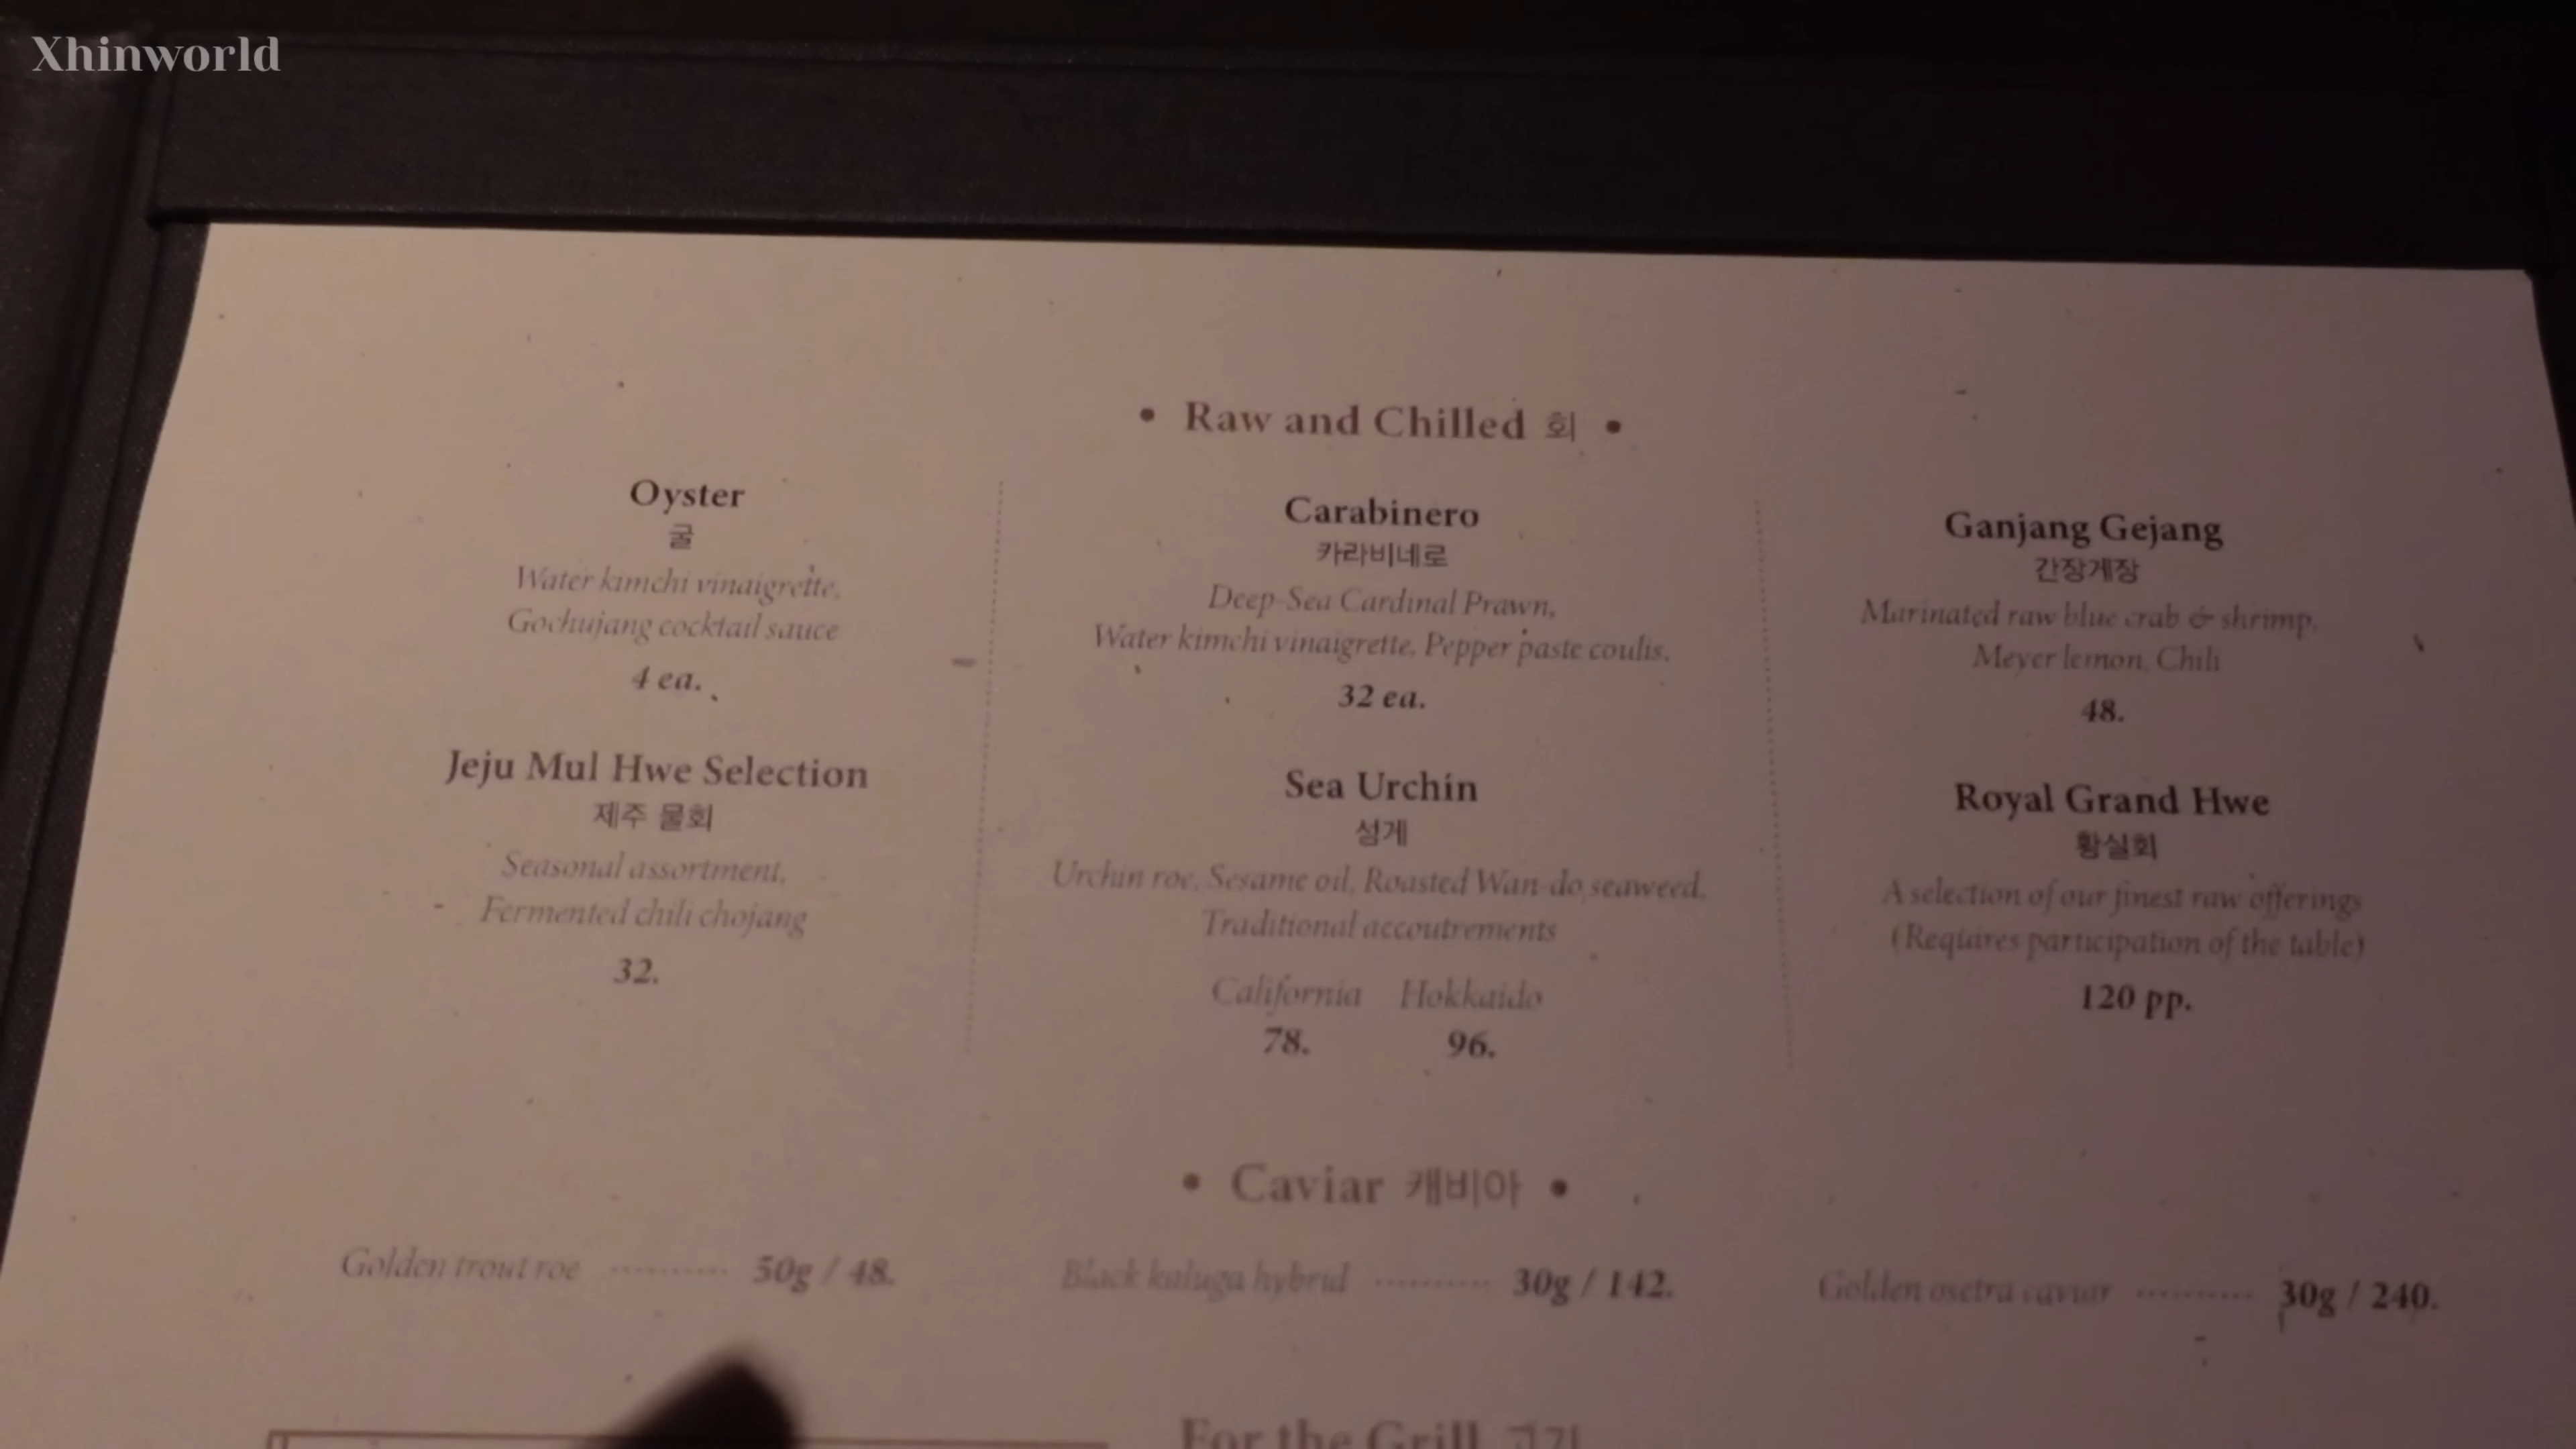 Xhinworld
• Raw and Chilled 회 •
Oyster
굴
Water kimchi vinaigrette,
Gochujang cocktail sauce
4 ea.
Carabinero
카라비네로
Deep-Sea Cardinal Prawn,
Water kimchi vinaigrette, Pepper paste coulis,
32 ea.
Ganjang Gejang
간장게장
Marinated raw blue crab & shrimp,
Meyer lemon, Chili
48.
Jeju Mul Hwe Selection
제주 물회
Seasonal assortment,
Fermented chili chojang
32.
Sea Urchin
성게
Urchin roe, Sesame oil, Roasted Wan-do seaweed,
Traditional accoutrements
California Hokkaido
78. 96.
Royal Grand Hwe
황실회
A selection of our finest raw offerings
(Requires participation of the table)
120 pp.
• Caviar 캐비아 •
Golden trout roe .......... 50g / 48.
Black kaluga hybrid .......... 30g / 142.
Golden osetra caviar .......... 30g / 240.
For the Grill 고기